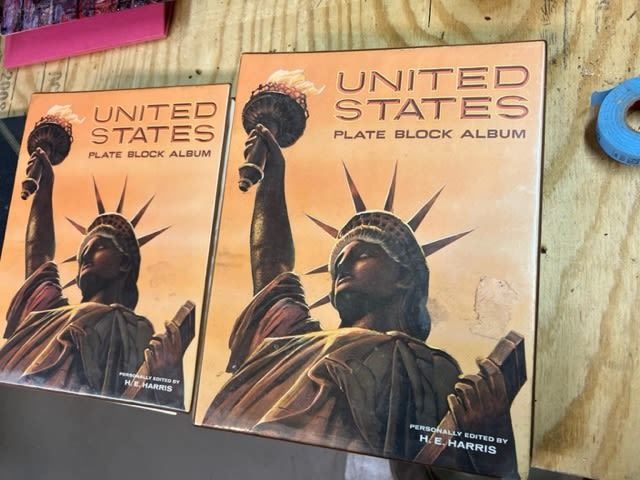 UNITED
STATES
PLATE BLOCK ALBUM
PERSONALLY EDITED BY
H. E. HARRIS
UNITED
STATES
PLATE BLOCK ALBUM
PERSONALLY EDITED BY
H. E. HARRIS